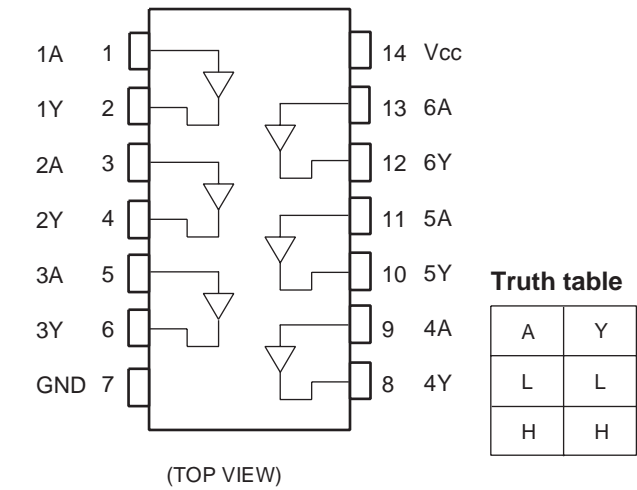 1A 1 14 Vcc
1Y 2 13 6A
2A 3 12 6Y
2Y 4 11 5A
3A 5 10 5Y
3Y 6 9 4A
GND 7 8 4Y
(TOP VIEW)
Truth table
A Y
L L
H H